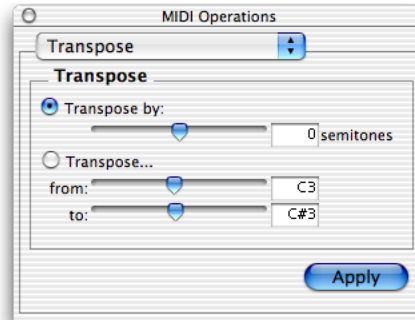 MIDI Operations
Transpose
Transpose
Transpose by:
0 semitones
Transpose...
from: C3
to: C#3
Apply